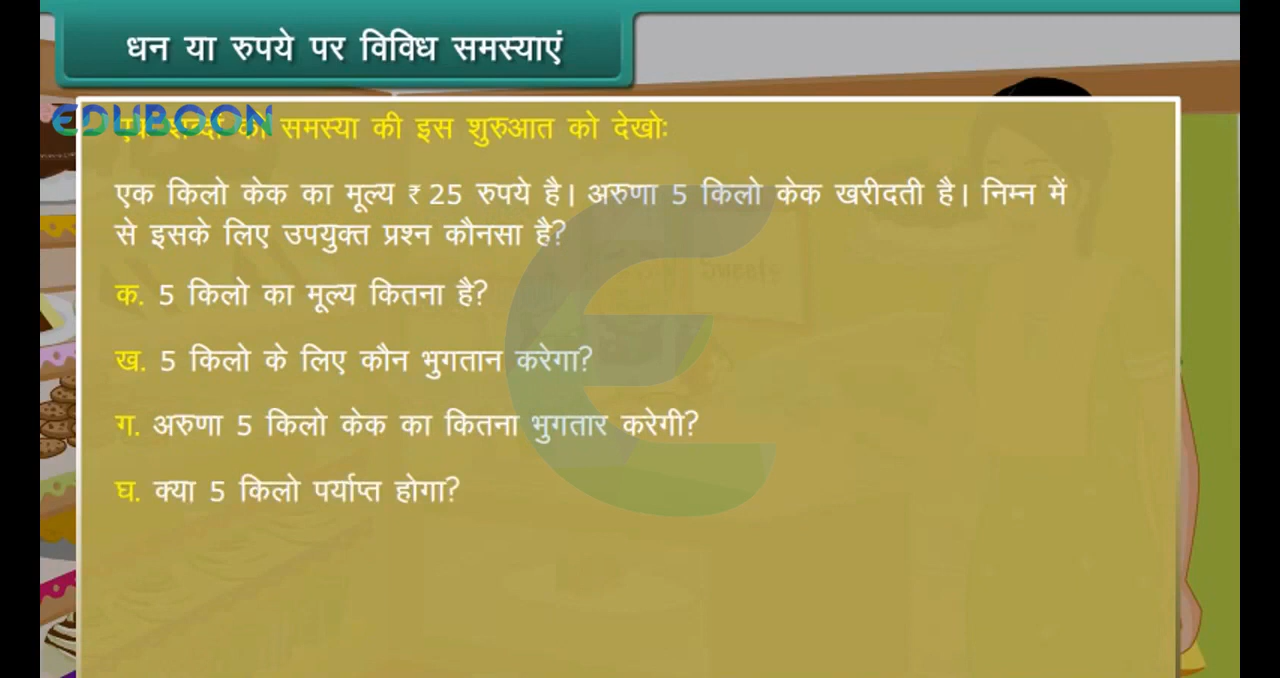 धन या रुपये पर विविध समस्याएं
EDUBOON
समस्या की इस शुरुआत को देखोः
एक किलो केक का मूल्य ₹ 25 रुपये है। अरुणा 5 किलो केक खरीदती है। निम्न में
से इसके लिए उपयुक्त प्रश्न कौनसा है?
क. 5 किलो का मूल्य कितना है?
ख. 5 किलो के लिए कौन भुगतान करेगा?
ग. अरुणा 5 किलो केक का कितना भुगतार करेगी?
घ. क्या 5 किलो पर्याप्त होगा?
Sweets